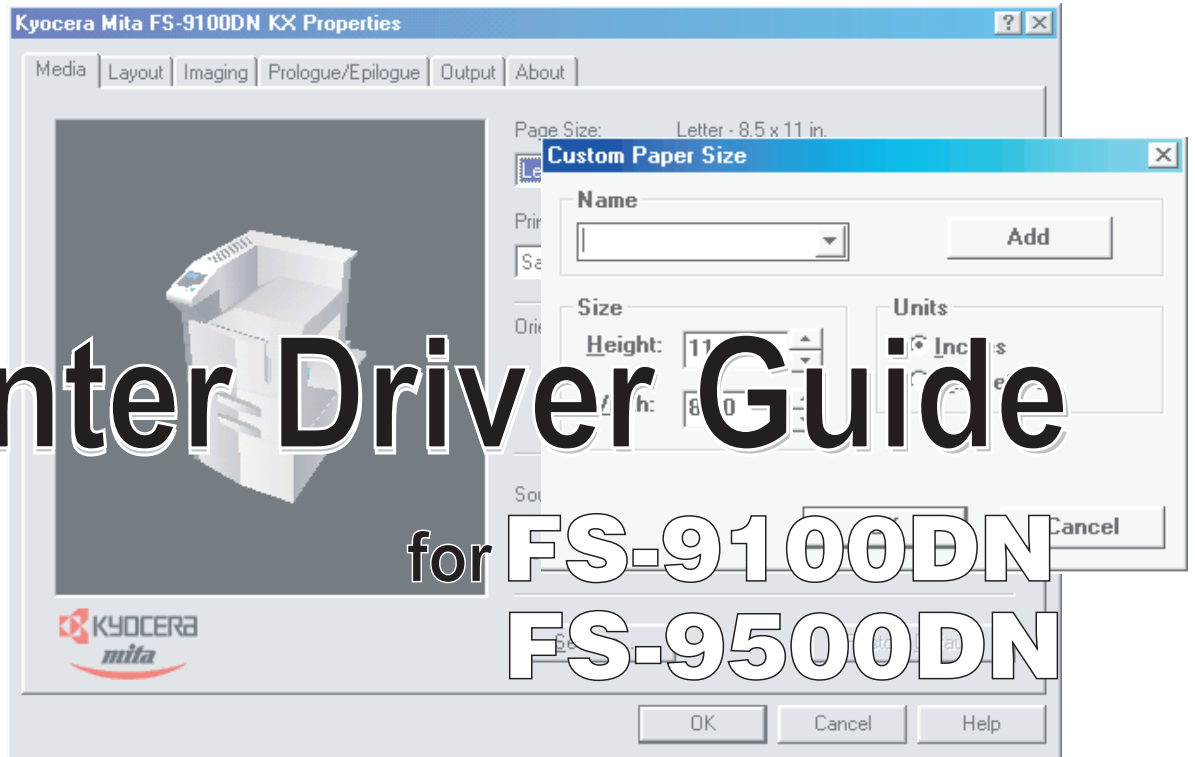 Kyocera Mita FS-9100DN KX Properties
Media Layout Imaging Prologue/Epilogue Output About
Page Size: Letter - 8.5 x 11 in.
Custom Paper Size
Name
Add
Size
Units
Height:
Inches
nter Driver Guide
for FS-9100DN
FS-9500DN
Cancel
KYOCERA
mita
OK Cancel Help